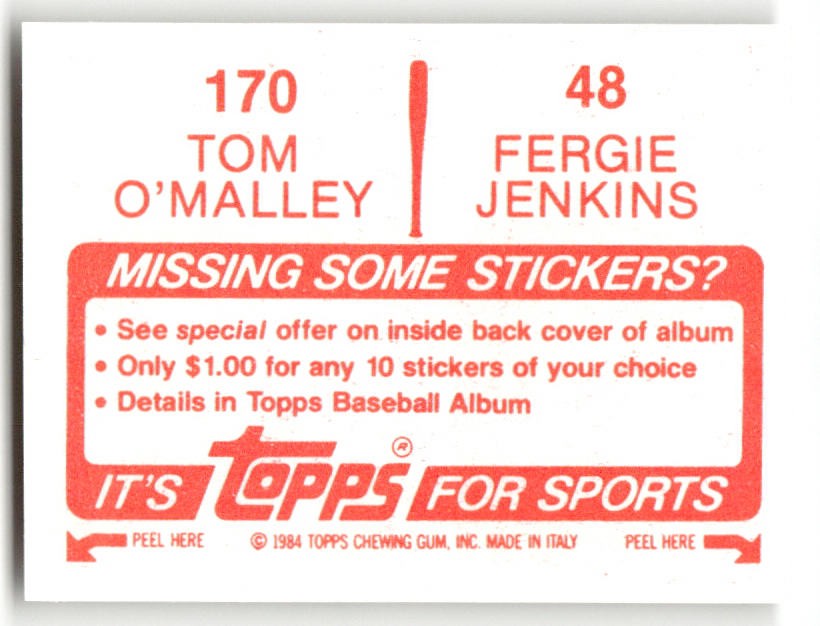 170
TOM
O'MALLEY
48
FERGIE
JENKINS
MISSING SOME STICKERS?
• See special offer on inside back cover of album
• Only $1.00 for any 10 stickers of your choice
• Details in Topps Baseball Album
IT'S topps® FOR SPORTS
PEEL HERE © 1984 TOPPS CHEWING GUM, INC. MADE IN ITALY PEEL HERE